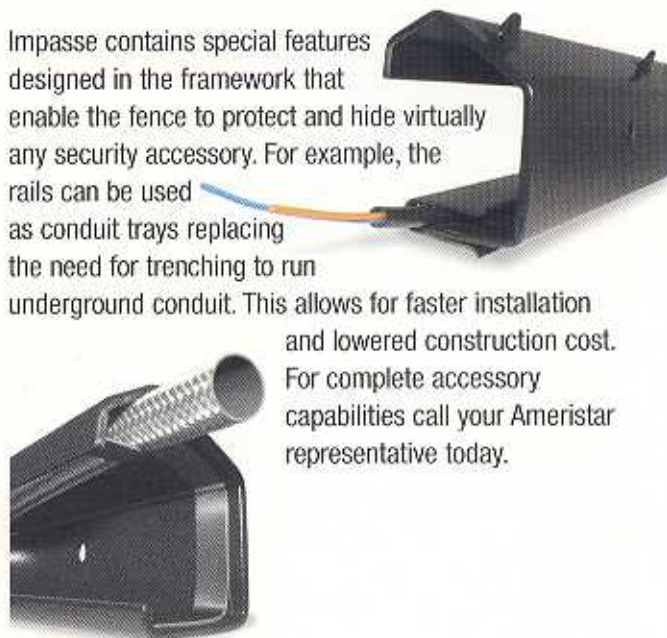 Impasse contains special features
designed in the framework that
enable the fence to protect and hide virtually
any security accessory. For example, the
rails can be used
as conduit trays replacing
the need for trenching to run
underground conduit. This allows for faster installation
and lowered construction cost.
For complete accessory
capabilities call your Ameristar
representative today.